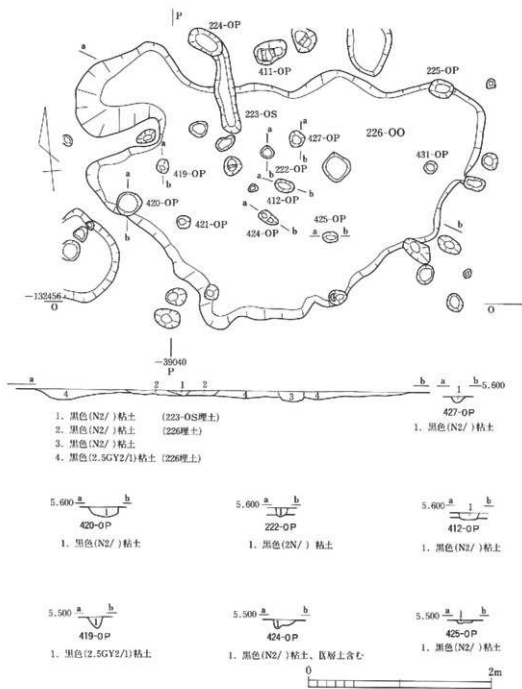 P
224-OP
a
411-OP
225-OP
223-OS
a
427-OP
226-OO
a
222-OP
b
431-OP
a
419-OP
b
412-OP
a
b
420-OP
421-OP
a
424-OP
b
425-OP
a
b
b
b
-132456
O
O
-39040
P
a
2
1
2
b
a
1
b
5.600
4
4
3
4
427-OP
1. 黒色(N2/)粘土
1. 黒色(N2/)粘土 (223-OS埋土)
2. 黒色(N2/)粘土 (226埋土)
3. 黒色(N2/)粘土
4. 黒色(2.5GY2/1)粘土 (226埋土)
5.600 a b
1
420-OP
1. 黒色(N2/)粘土
5.600 a b
1
222-OP
1. 黒色(2N/)粘土
5.600 a 1 b
412-OP
1. 黒色(N2/)粘土
5.500 a b
1
419-OP
1. 黒色(2.5GY2/1)粘土
5.500 a b
1
424-OP
1. 黒色(N2/)粘土、Ⅸ層土含む
5.500 a 1 b
425-OP
1. 黒色(N2/)粘土
0
2m